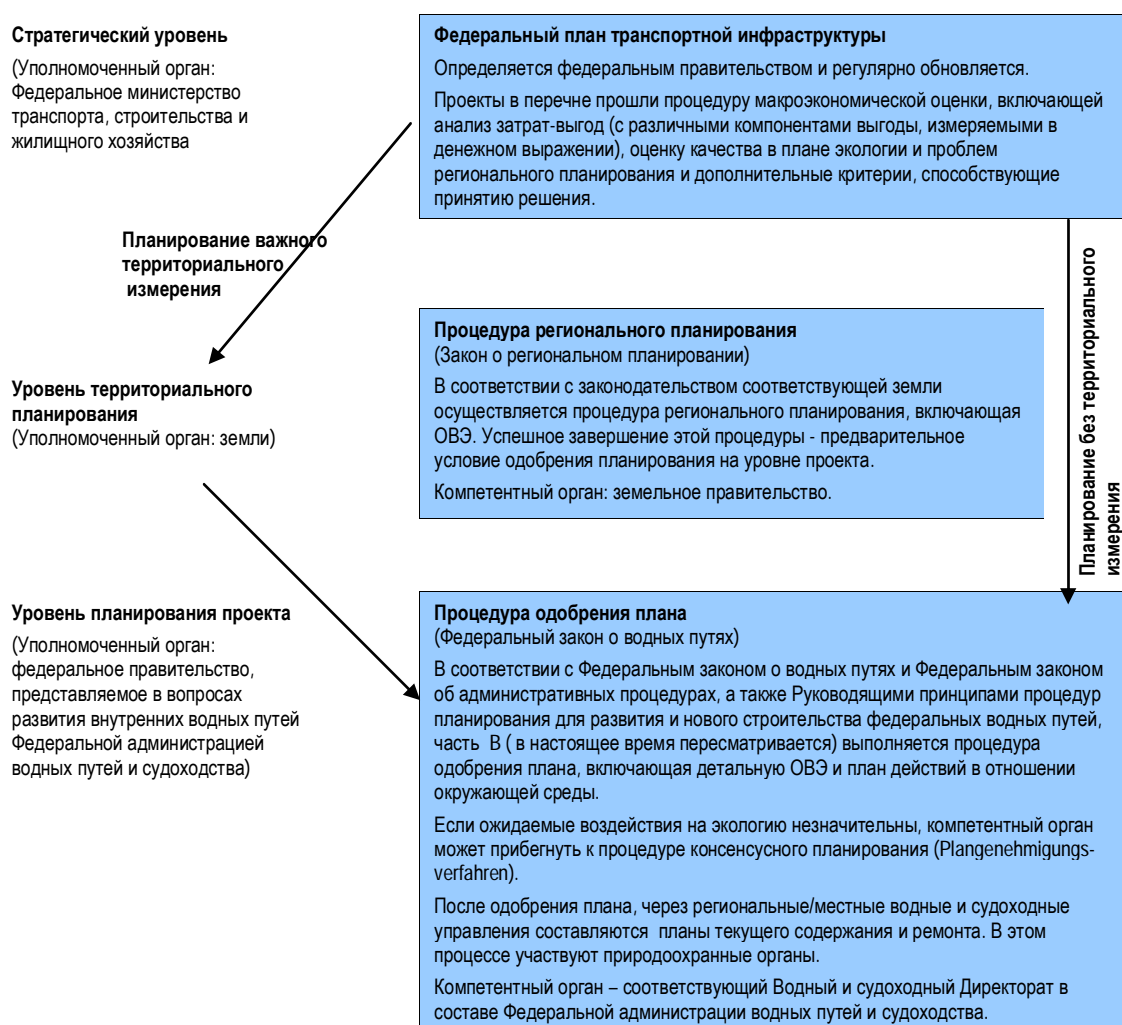 Стратегический уровень
(Уполномоченный орган:
Федеральное министерство
транспорта, строительства и
жилищного хозяйства
Федеральный план транспортной инфраструктуры
Определяется федеральным правительством и регулярно обновляется.
Проекты в перечне прошли процедуру макроэкономической оценки, включающей
анализ затрат-выгод (с различными компонентами выгоды, измеряемыми в
денежном выражении), оценку качества в плане экологии и проблем
регионального планирования и дополнительные критерии, способствующие
принятию решения.
Планирование важного
территориального
измерения
Планирование без территориального
измерения
Уровень территориального
планирования
(Уполномоченный орган: земли)
Процедура регионального планирования
(Закон о региональном планировании)
В соответствии с законодательством соответствующей земли
осуществляется процедура регионального планирования, включающая
ОВЭ. Успешное завершение этой процедуры - предварительное
условие одобрения планирования на уровне проекта.
Компетентный орган: земельное правительство.
Уровень планирования проекта
(Уполномоченный орган:
федеральное правительство,
представляемое в вопросах
развития внутренних водных путей
Федеральной администрацией
водных путей и судоходства)
Процедура одобрения плана
(Федеральный закон о водных путях)
В соответствии с Федеральным законом о водных путях и Федеральным законом
об административных процедурах, а также Руководящими принципами процедур
планирования для развития и нового строительства федеральных водных путей,
часть В ( в настоящее время пересматривается) выполняется процедура
одобрения плана, включающая детальную ОВЭ и план действий в отношении
окружающей среды.
Если ожидаемые воздействия на экологию незначительны, компетентный орган
может прибегнуть к процедуре консенсусного планирования (Plangenehmigungs-
verfahren).
После одобрения плана, через региональные/местные водные и судоходные
управления составляются планы текущего содержания и ремонта. В этом
процессе участвуют природоохранные органы.
Компетентный орган – соответствующий Водный и судоходный Директорат в
составе Федеральной администрации водных путей и судоходства.